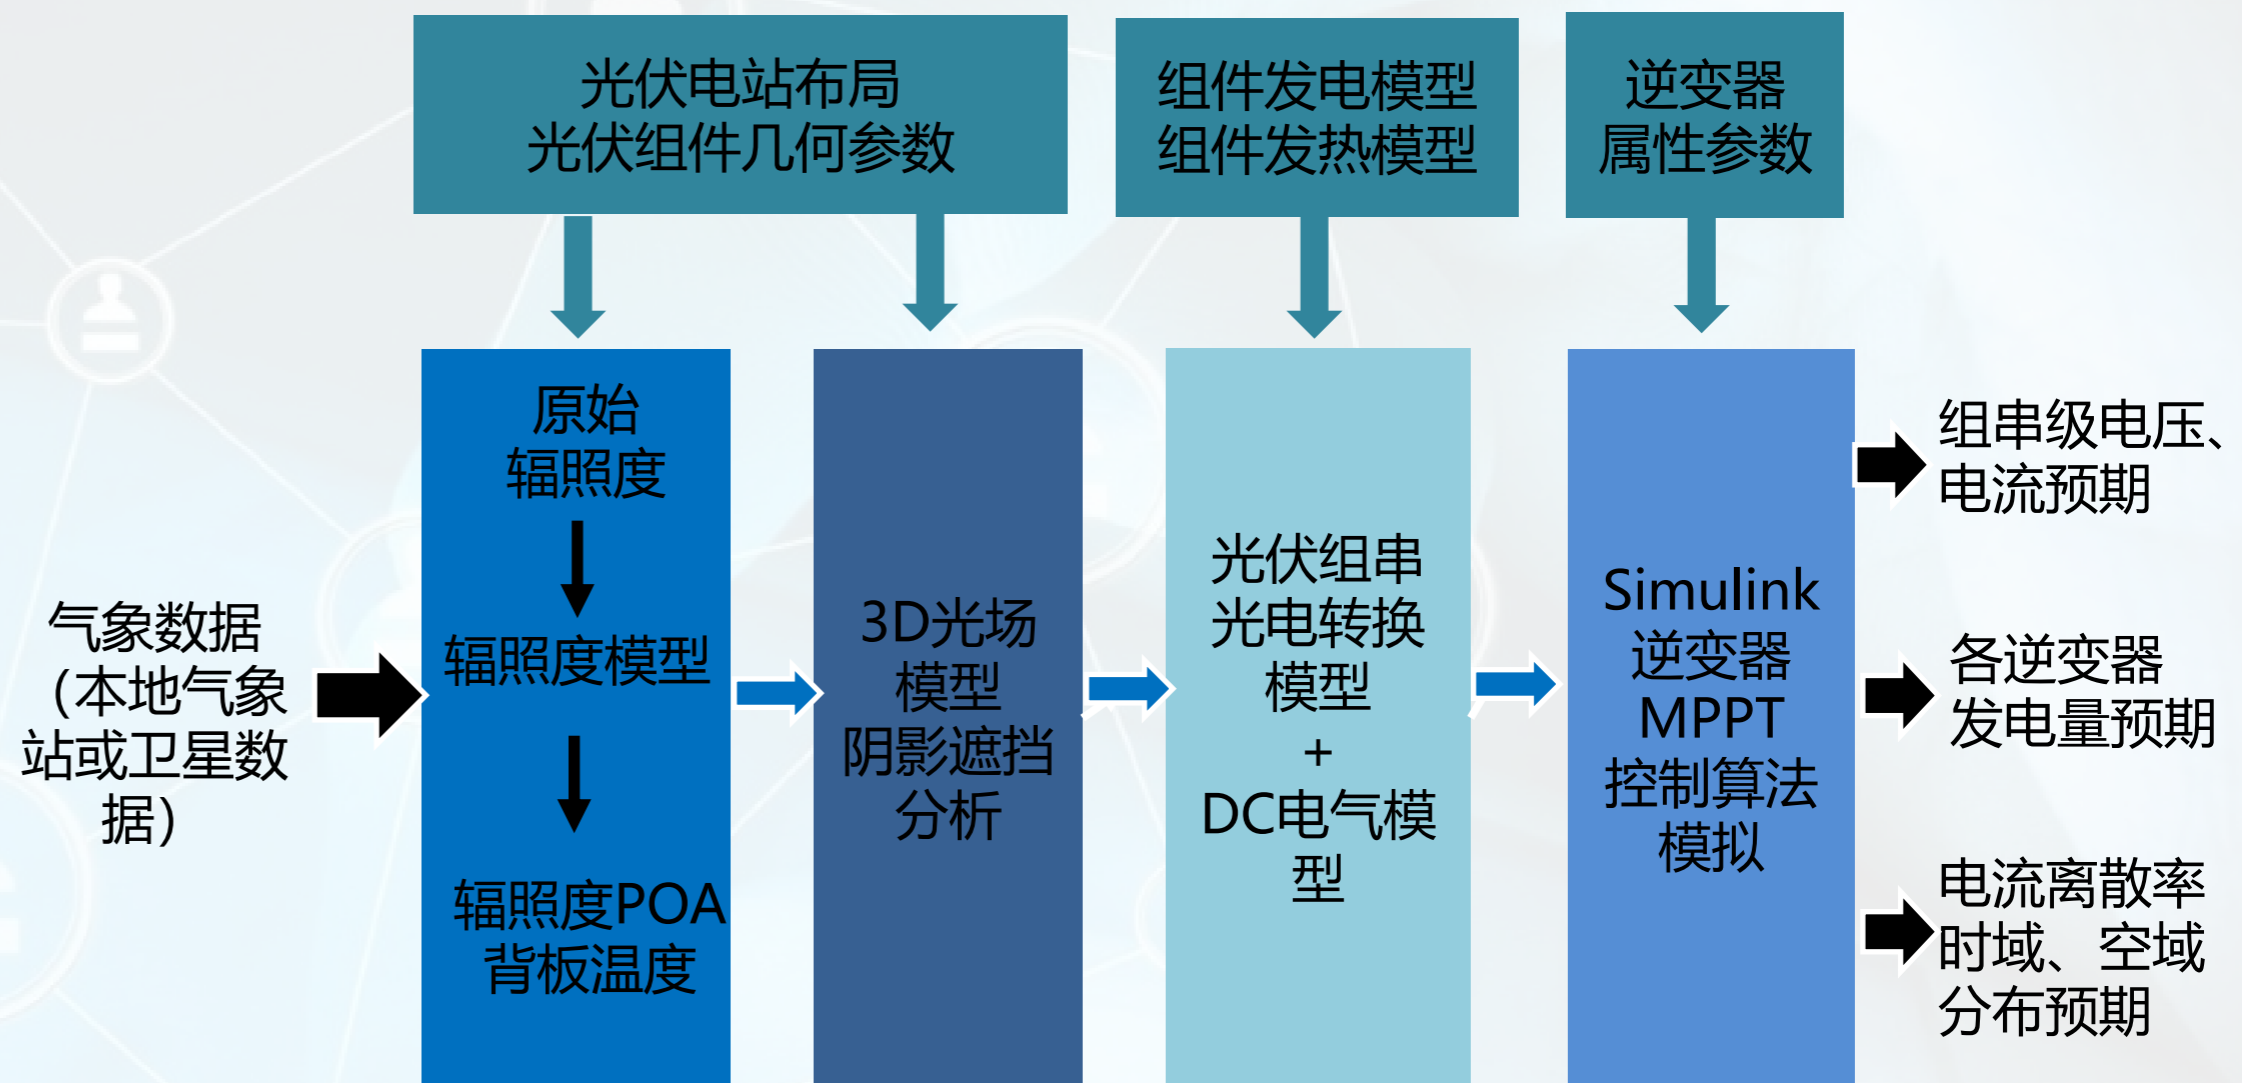 光伏电站布局
光伏组件几何参数
组件发电模型
组件发热模型
逆变器
属性参数
气象数据
（本地气象
站或卫星数
据）
原始
辐照度
辐照度模型
辐照度POA
背板温度
3D光场
模型
阴影遮挡
分析
光伏组串
光电转换
模型
+
DC电气模
型
Simulink
逆变器
MPPT
控制算法
模拟
组串级电压、
电流预期
各逆变器
发电量预期
电流离散率
时域、空域
分布预期